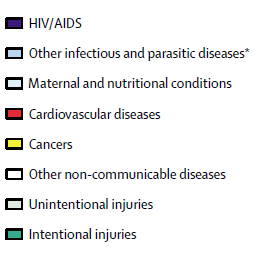 HIV/AIDS
Other infectious and parasitic diseases*
Maternal and nutritional conditions
Cardiovascular diseases
Cancers
Other non-communicable diseases
Unintentional injuries
Intentional injuries